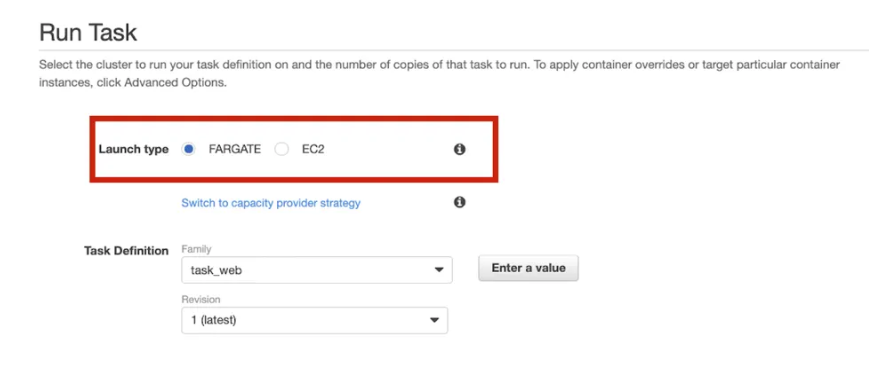 Run Task
Select the cluster to run your task definition on and the number of copies of that task to run. To apply container overrides or target particular container
instances, click Advanced Options.
Launch type FARGATE EC2
Switch to capacity provider strategy
Family
Task Definition task_web Enter a value
Revision
1 (latest)